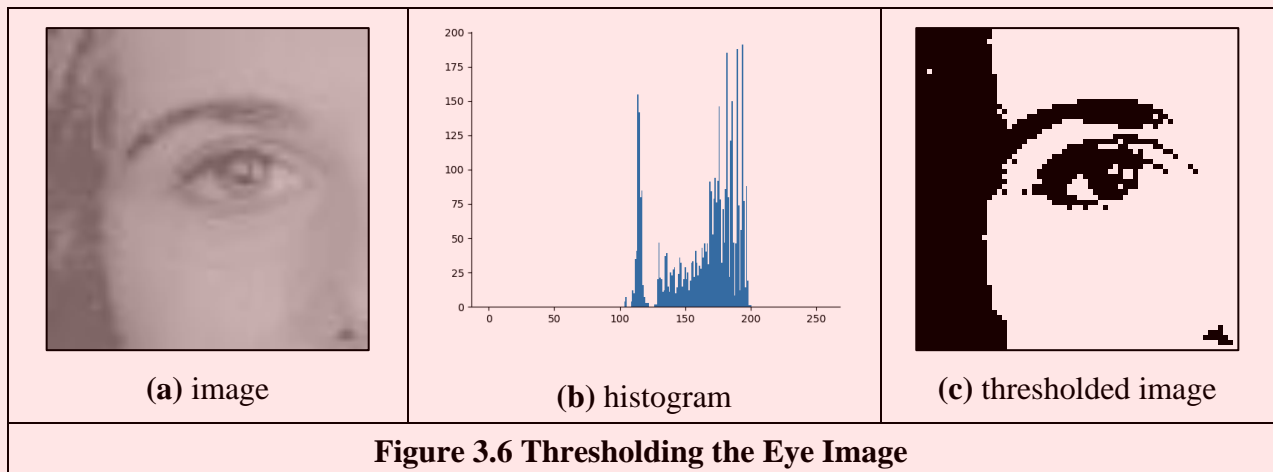 200
175
150
125
100
75
50
25
0
0 50 100 150 200 250
(a) image
(b) histogram
(c) thresholded image
Figure 3.6 Thresholding the Eye Image